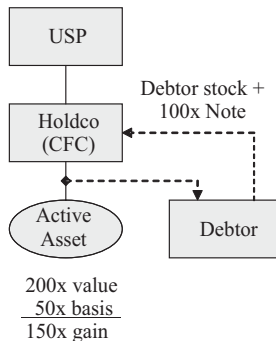 USP
Holdco
(CFC)
Debtor stock +
100x Note
Active
Asset
Debtor
200x value
50x basis
150x gain